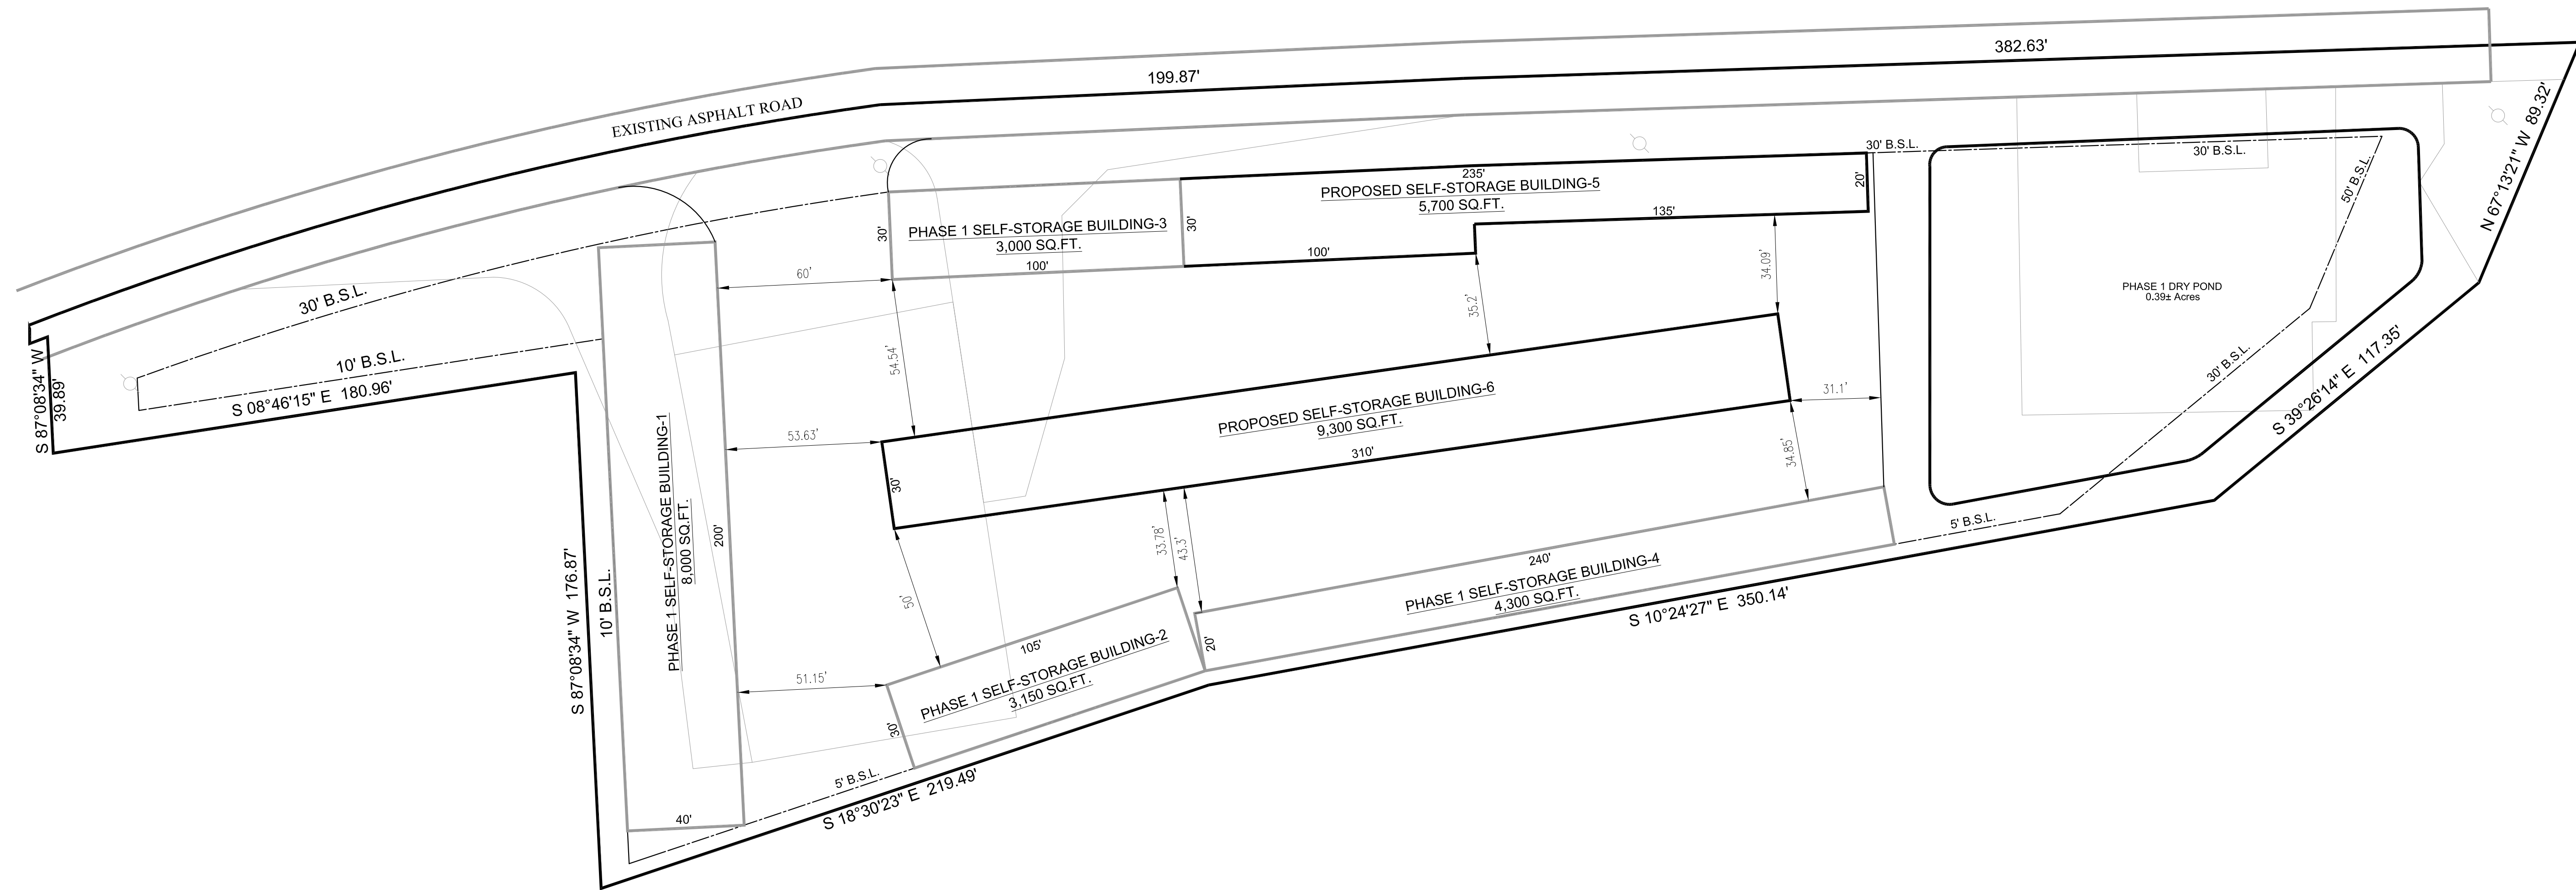 382.63'
199.87'
EXISTING ASPHALT ROAD
N 67°13'21" W  89.32'
30' B.S.L.
30' B.S.L.
50' B.S.L.
235'
PROPOSED SELF-STORAGE BUILDING-5
5,700 SQ.FT.
20'
135'
30'
100'
PHASE 1 SELF-STORAGE BUILDING-3
3,000 SQ.FT.
30'
100'
60'
34.09'
35.2'
54.54'
PHASE 1 DRY POND
0.39± Acres
30' B.S.L.
S 39°26'14" E  117.35'
30' B.S.L.
10' B.S.L.
S 08°46'15" E  180.96'
S 87°08'34" W
39.89'
PROPOSED SELF-STORAGE BUILDING-6
9,300 SQ.FT.
310'
30'
31.1'
34.85'
53.63'
PHASE 1 SELF-STORAGE BUILDING-1
8,000 SQ.FT.
200'
40'
10' B.S.L.
S 87°08'34" W  176.87'
33.78'
43.3'
50'
51.15'
5' B.S.L.
240'
PHASE 1 SELF-STORAGE BUILDING-4
4,300 SQ.FT.
20'
S 10°24'27" E  350.14'
105'
PHASE 1 SELF-STORAGE BUILDING-2
3,150 SQ.FT.
30'
5' B.S.L.
S 18°30'23" E  219.49'